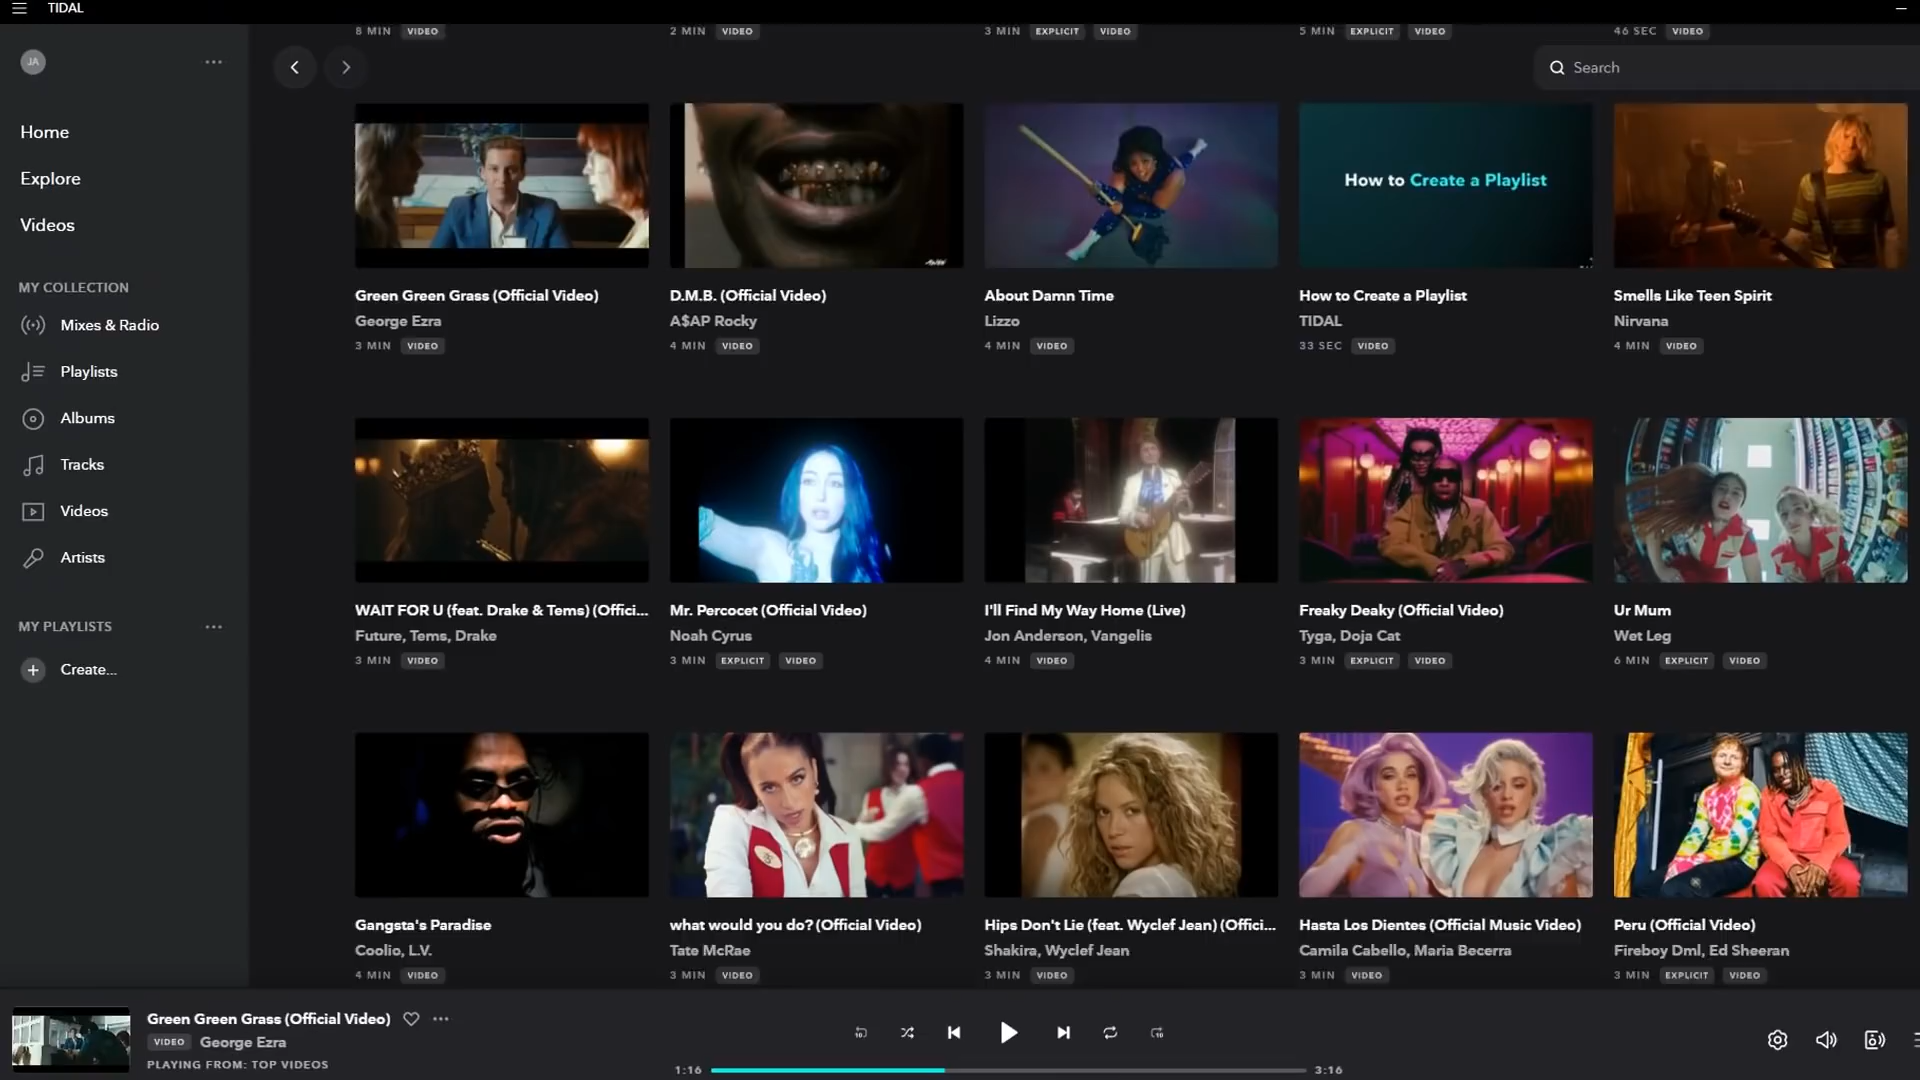 TIDAL
8 MIN VIDEO
2 MIN VIDEO
3 MIN EXPLICIT VIDEO
5 MIN EXPLICIT VIDEO
46 SEC VIDEO
JA
Search
Home
Explore
Videos
MY COLLECTION
Mixes & Radio
Playlists
Albums
Tracks
Videos
Artists
MY PLAYLISTS
Create...
Green Green Grass (Official Video)
George Ezra
3 MIN VIDEO
D.M.B. (Official Video)
A$AP Rocky
4 MIN VIDEO
About Damn Time
Lizzo
4 MIN VIDEO
How to Create a Playlist
How to Create a Playlist
TIDAL
33 SEC VIDEO
Smells Like Teen Spirit
Nirvana
4 MIN VIDEO
WAIT FOR U (feat. Drake & Tems) (Offici...
Future, Tems, Drake
3 MIN VIDEO
Mr. Percocet (Official Video)
Noah Cyrus
3 MIN EXPLICIT VIDEO
I'll Find My Way Home (Live)
Jon Anderson, Vangelis
4 MIN VIDEO
Freaky Deaky (Official Video)
Tyga, Doja Cat
3 MIN EXPLICIT VIDEO
Ur Mum
Wet Leg
6 MIN EXPLICIT VIDEO
Gangsta's Paradise
Coolio, L.V.
4 MIN VIDEO
what would you do? (Official Video)
Tate McRae
3 MIN VIDEO
Hips Don't Lie (feat. Wyclef Jean) (Offici...
Shakira, Wyclef Jean
3 MIN VIDEO
Hasta Los Dientes (Official Music Video)
Camila Cabello, Maria Becerra
3 MIN VIDEO
Peru (Official Video)
Fireboy Dml, Ed Sheeran
3 MIN EXPLICIT VIDEO
Green Green Grass (Official Video)
VIDEO George Ezra
PLAYING FROM: TOP VIDEOS
10
10
1:16
3:16